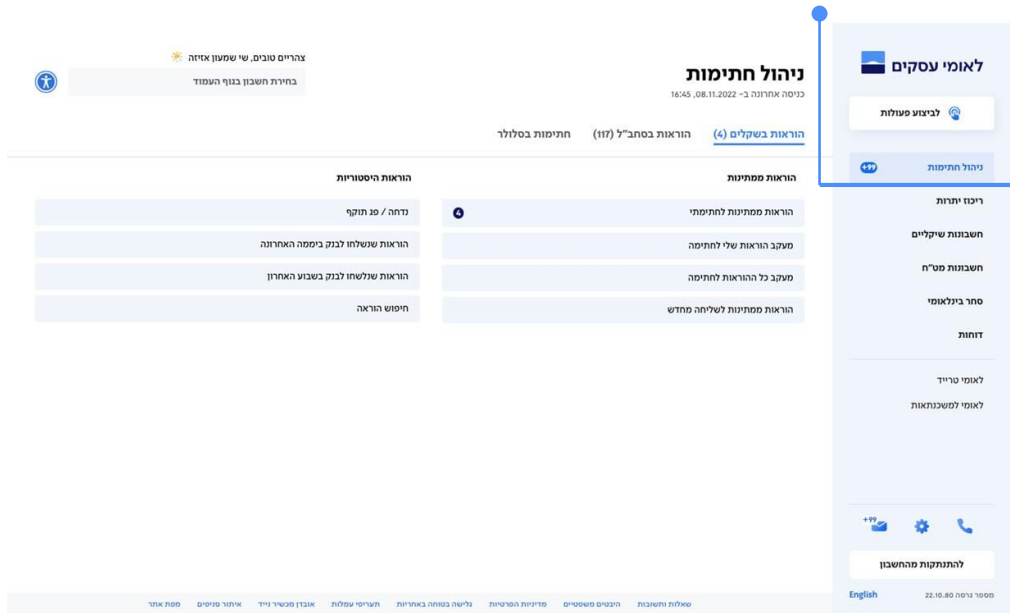 לאומי עסקים
לביצוע פעולות
ניהול חתימות
+99
ריכוז יתרות
חשבונות שיקליים
חשבונות מט"ח
סחר בינלאומי
דוחות
לאומי טרייד
לאומי למשכנתאות
+99
להתנתקות מהחשבון
מספר גרסה 22.10.80
English
צהריים טובים, שי שמעון אזיזה
בחירת חשבון בגוף העמוד
ניהול חתימות
כניסה אחרונה ב- 08.11.2022, 16:45
הוראות בשקלים (4)
הוראות בסחב"ל (117)
חתימות בסלולר
הוראות ממתינות
הוראות ממתינות לחתימתי
4
מעקב הוראות שלי לחתימה
מעקב כל ההוראות לחתימה
הוראות ממתינות לשליחה מחדש
הוראות היסטוריות
נדחה / פג תוקף
הוראות שנשלחו לבנק ביממה האחרונה
הוראות שנלשחו לבנק בשבוע האחרון
חיפוש הוראה
שאלות ותשובות היבטים משפטיים מדיניות הפרטיות גלישה בטוחה באחריות תעריפי עמלות אובדן מכשיר נייד איתור סניפים מפת אתר